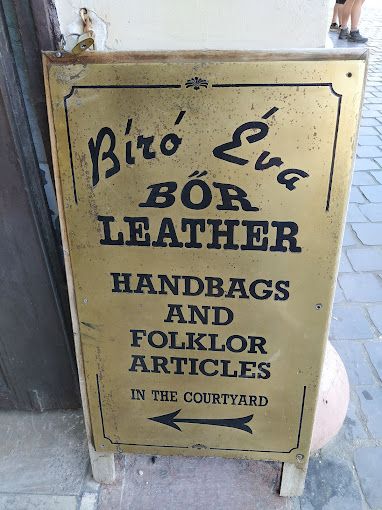 Bíró Éva
BŐR
LEATHER
HANDBAGS
AND
FOLKLOR
ARTICLES
IN THE COURTYARD